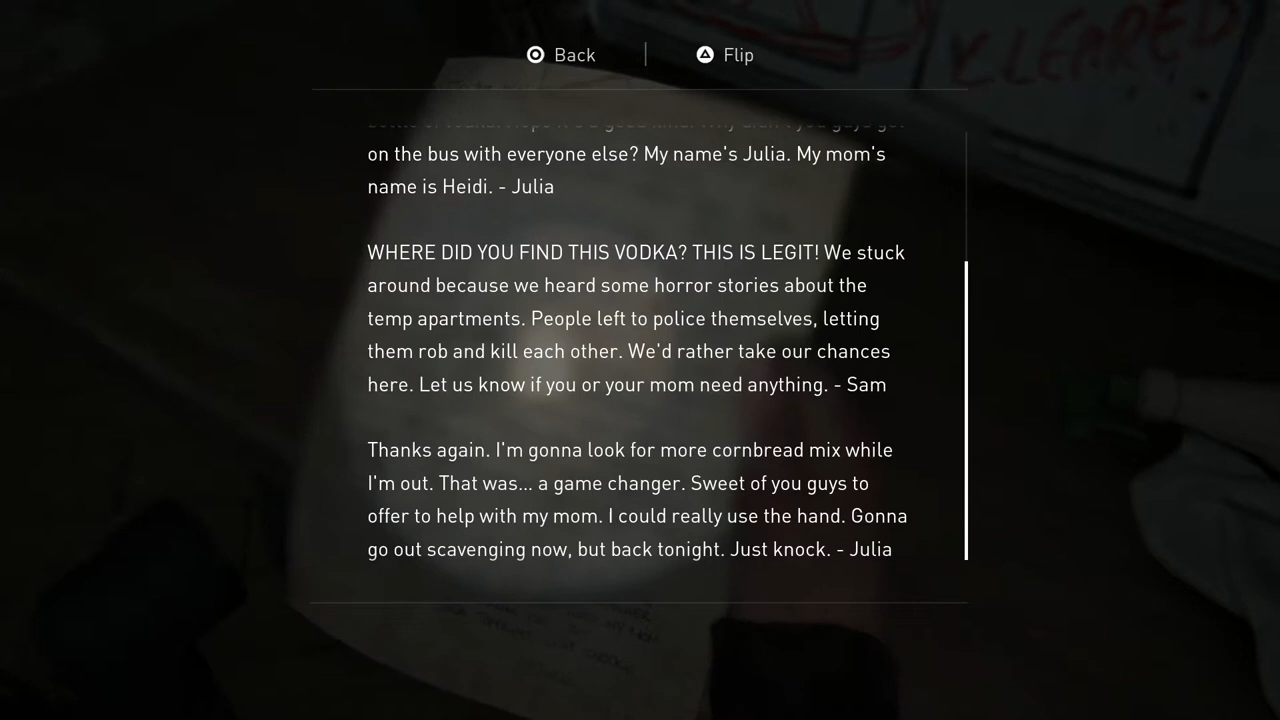 Back | Flip
CLEARED
on the bus with everyone else? My name's Julia. My mom's
name is Heidi. - Julia
WHERE DID YOU FIND THIS VODKA? THIS IS LEGIT! We stuck
around because we heard some horror stories about the
temp apartments. People left to police themselves, letting
them rob and kill each other. We'd rather take our chances
here. Let us know if you or your mom need anything. - Sam
Thanks again. I'm gonna look for more cornbread mix while
I'm out. That was... a game changer. Sweet of you guys to
offer to help with my mom. I could really use the hand. Gonna
go out scavenging now, but back tonight. Just knock. - Julia